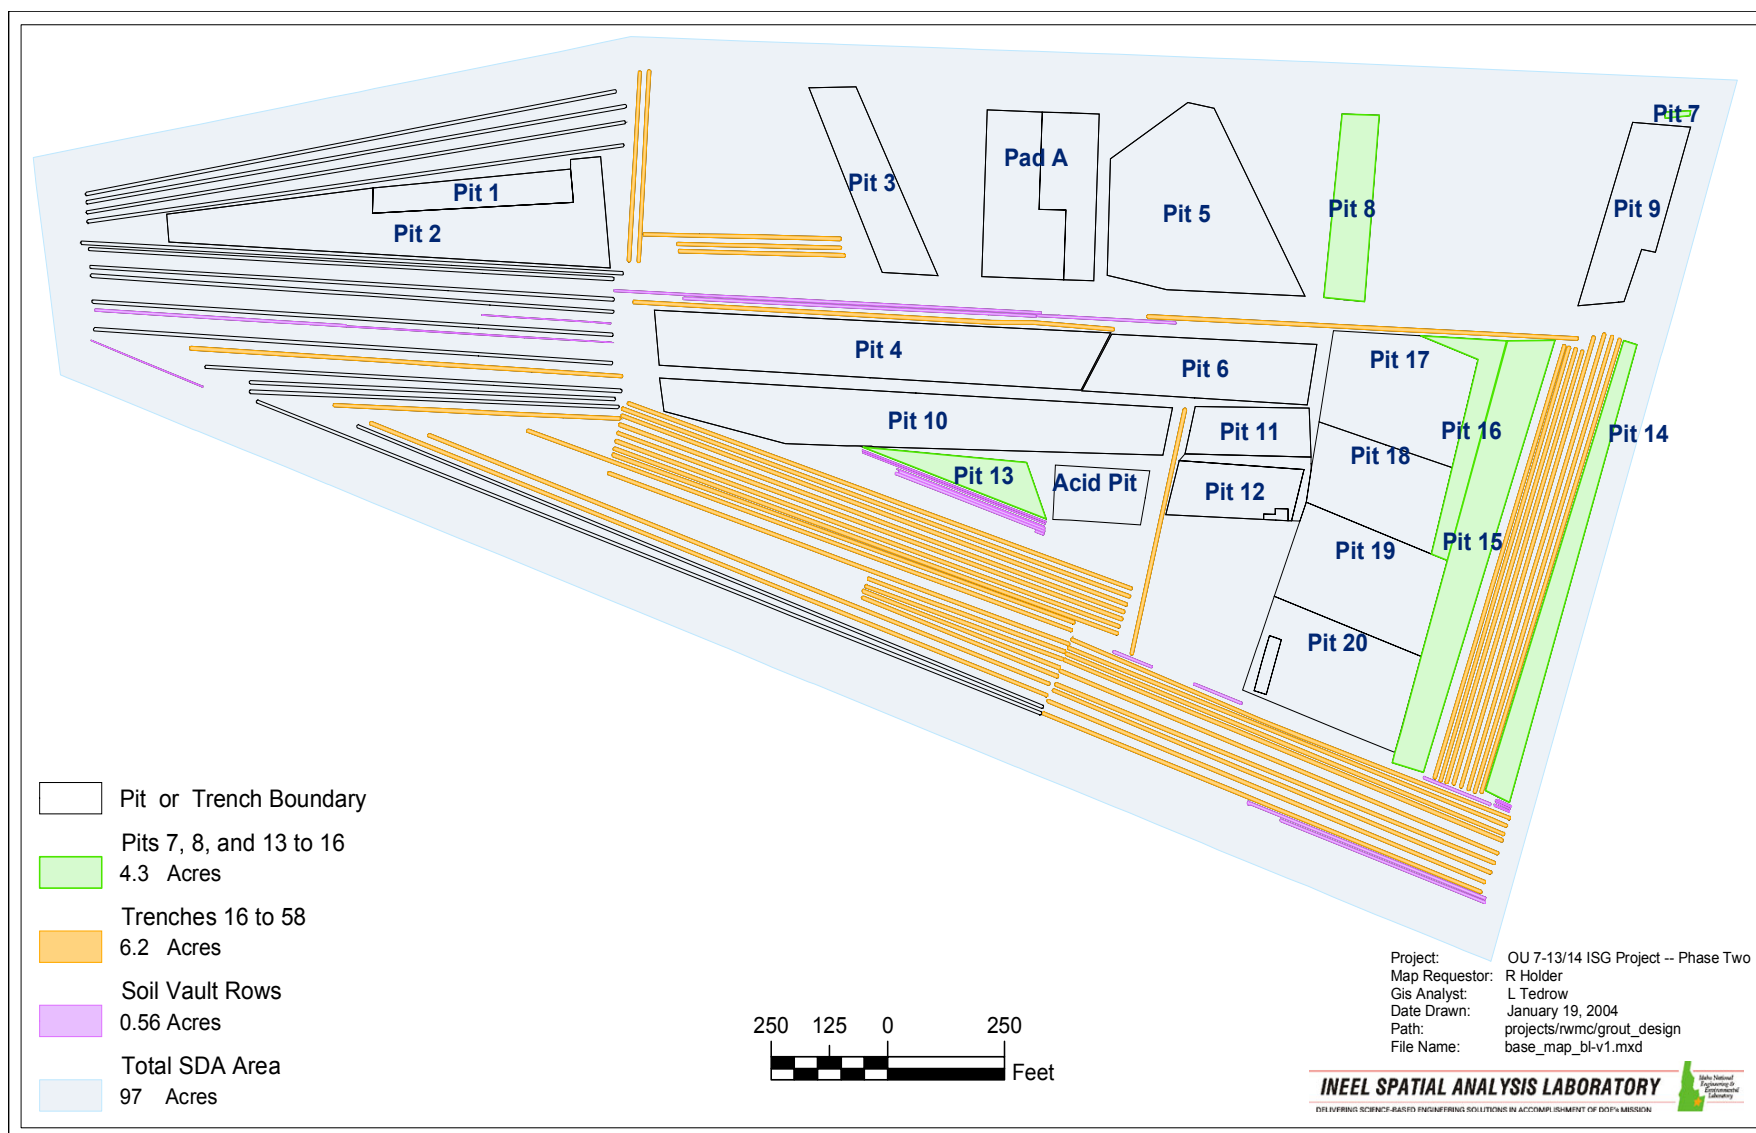 Pit 7
Pad A
Pit 3
Pit 1
Pit 5
Pit 8
Pit 9
Pit 2
Pit 4
Pit 6
Pit 17
Pit 10
Pit 11
Pit 16
Pit 14
Pit 18
Pit 13
Acid Pit
Pit 12
Pit 19
Pit 15
Pit 20
Pit or Trench Boundary
Pits 7, 8, and 13 to 16
4.3 Acres
Trenches 16 to 58
6.2 Acres
Soil Vault Rows
0.56 Acres
Total SDA Area
97 Acres
250 125 0 250
Feet
Project: OU 7-13/14 ISG Project -- Phase Two
Map Requestor: R Holder
Gis Analyst: L Tedrow
Date Drawn: January 19, 2004
Path: projects/rwmc/grout_design
File Name: base_map_bl-v1.mxd
INEEL SPATIAL ANALYSIS LABORATORY
DELIVERING SCIENCE-BASED ENGINEERING SOLUTIONS IN ACCOMPLISHMENT OF DOE's MISSION
Idaho National
Engineering &
Environmental
Laboratory